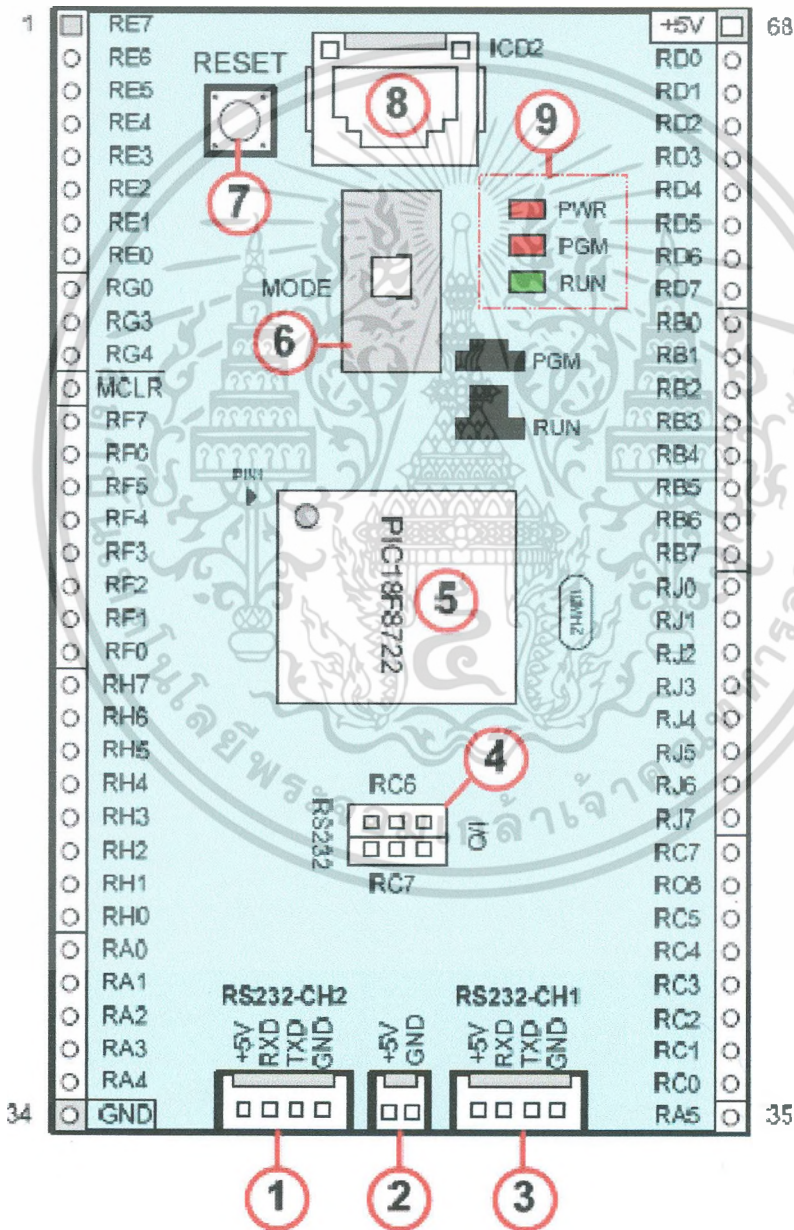 1
68
RE7
RE6
RE5
RE4
RE3
RE2
RE1
RE0
RG0
RG3
RG4
MCLR
RF7
RF6
RF5
RF4
RF3
RF2
RF1
RF0
RH7
RH6
RH5
RH4
RH3
RH2
RH1
RH0
RA0
RA1
RA2
RA3
RA4
GND
34
RESET
7
ICD2
8
9
PWR
PGM
RUN
MODE
6
PGM
RUN
PIN1
PIC18F8722
5
4
RC6
RS232
I/O
RC7
RS232-CH2
+5V
RXD
TXD
GND
+5V
GND
RS232-CH1
+5V
RXD
TXD
GND
1
2
3
+5V
RD0
RD1
RD2
RD3
RD4
RD5
RD6
RD7
RB0
RB1
RB2
RB3
RB4
RB5
RB6
RB7
RJ0
RJ1
RJ2
RJ3
RJ4
RJ5
RJ6
RJ7
RC7
RC6
RC5
RC4
RC3
RC2
RC1
RC0
RA5
35